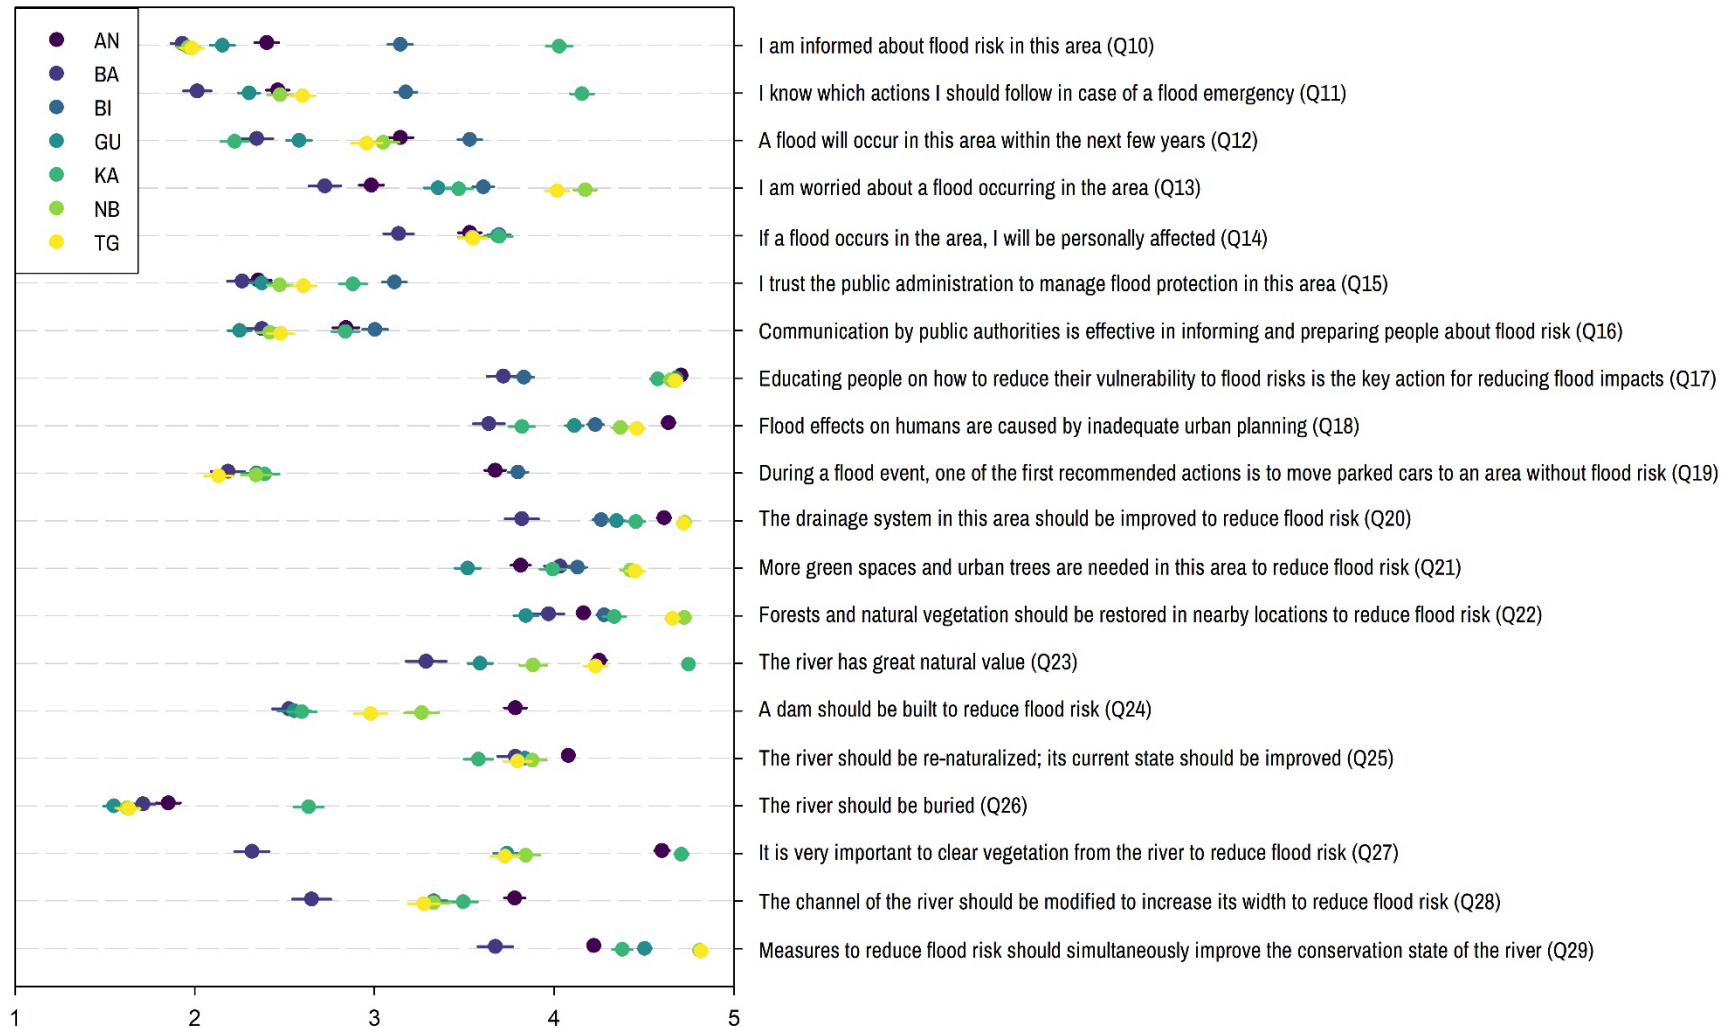 AN
BA
BI
GU
KA
NB
TG
I am informed about flood risk in this area (Q10)
I know which actions I should follow in case of a flood emergency (Q11)
A flood will occur in this area within the next few years (Q12)
I am worried about a flood occurring in the area (Q13)
If a flood occurs in the area, I will be personally affected (Q14)
I trust the public administration to manage flood protection in this area (Q15)
Communication by public authorities is effective in informing and preparing people about flood risk (Q16)
Educating people on how to reduce their vulnerability to flood risks is the key action for reducing flood impacts (Q17)
Flood effects on humans are caused by inadequate urban planning (Q18)
During a flood event, one of the first recommended actions is to move parked cars to an area without flood risk (Q19)
The drainage system in this area should be improved to reduce flood risk (Q20)
More green spaces and urban trees are needed in this area to reduce flood risk (Q21)
Forests and natural vegetation should be restored in nearby locations to reduce flood risk (Q22)
The river has great natural value (Q23)
A dam should be built to reduce flood risk (Q24)
The river should be re-naturalized; its current state should be improved (Q25)
The river should be buried (Q26)
It is very important to clear vegetation from the river to reduce flood risk (Q27)
The channel of the river should be modified to increase its width to reduce flood risk (Q28)
Measures to reduce flood risk should simultaneously improve the conservation state of the river (Q29)
1 2 3 4 5